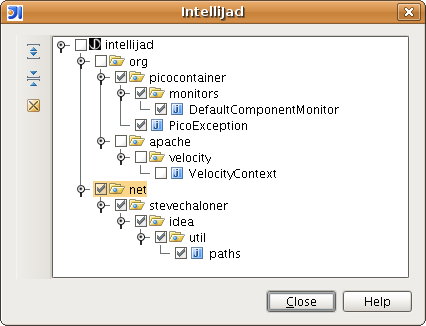 IntelliJad
intellijad
org
picocontainer
monitors
DefaultComponentMonitor
PicoException
apache
velocity
VelocityContext
net
stevechaloner
idea
util
paths
Close
Help